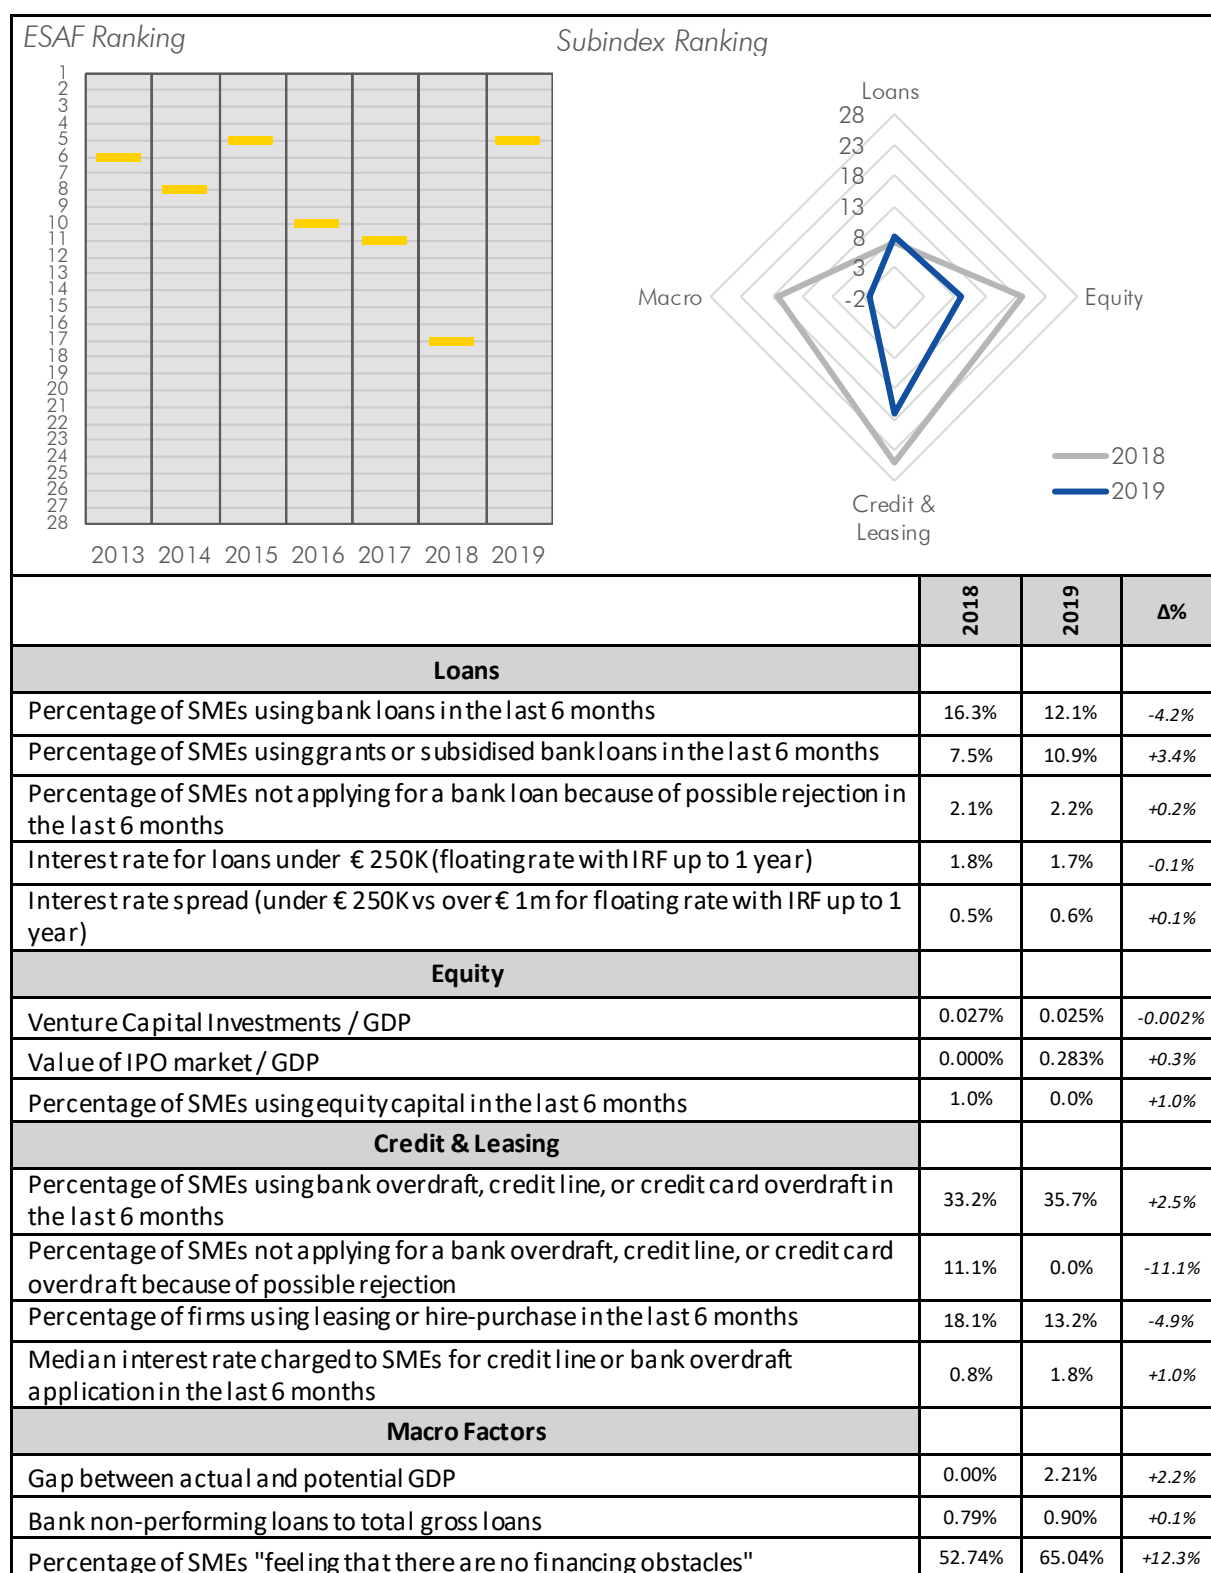 ESAF Ranking
Subindex Ranking
1
2
3
4
5
6
7
8
9
10
11
12
13
14
15
16
17
18
19
20
21
22
23
24
25
26
27
28
2013 2014 2015 2016 2017 2018 2019
Loans
28
23
18
13
8
3
-2
Macro
Equity
Credit &
Leasing
2018
2019
2018 2019 Δ%
Loans
Percentage of SMEs using bank loans in the last 6 months 16.3% 12.1% -4.2%
Percentage of SMEs using grants or subsidised bank loans in the last 6 months 7.5% 10.9% +3.4%
Percentage of SMEs not applying for a bank loan because of possible rejection in
the last 6 months 2.1% 2.2% +0.2%
Interest rate for loans under € 250K (floating rate with IRF up to 1 year) 1.8% 1.7% -0.1%
Interest rate spread (under € 250K vs over € 1m for floating rate with IRF up to 1
year) 0.5% 0.6% +0.1%
Equity
Venture Capital Investments / GDP 0.027% 0.025% -0.002%
Value of IPO market / GDP 0.000% 0.283% +0.3%
Percentage of SMEs using equity capital in the last 6 months 1.0% 0.0% +1.0%
Credit & Leasing
Percentage of SMEs using bank overdraft, credit line, or credit card overdraft in
the last 6 months 33.2% 35.7% +2.5%
Percentage of SMEs not applying for a bank overdraft, credit line, or credit card
overdraft because of possible rejection 11.1% 0.0% -11.1%
Percentage of firms using leasing or hire-purchase in the last 6 months 18.1% 13.2% -4.9%
Median interest rate charged to SMEs for credit line or bank overdraft
application in the last 6 months 0.8% 1.8% +1.0%
Macro Factors
Gap between actual and potential GDP 0.00% 2.21% +2.2%
Bank non-performing loans to total gross loans 0.79% 0.90% +0.1%
Percentage of SMEs "feeling that there are no financing obstacles" 52.74% 65.04% +12.3%